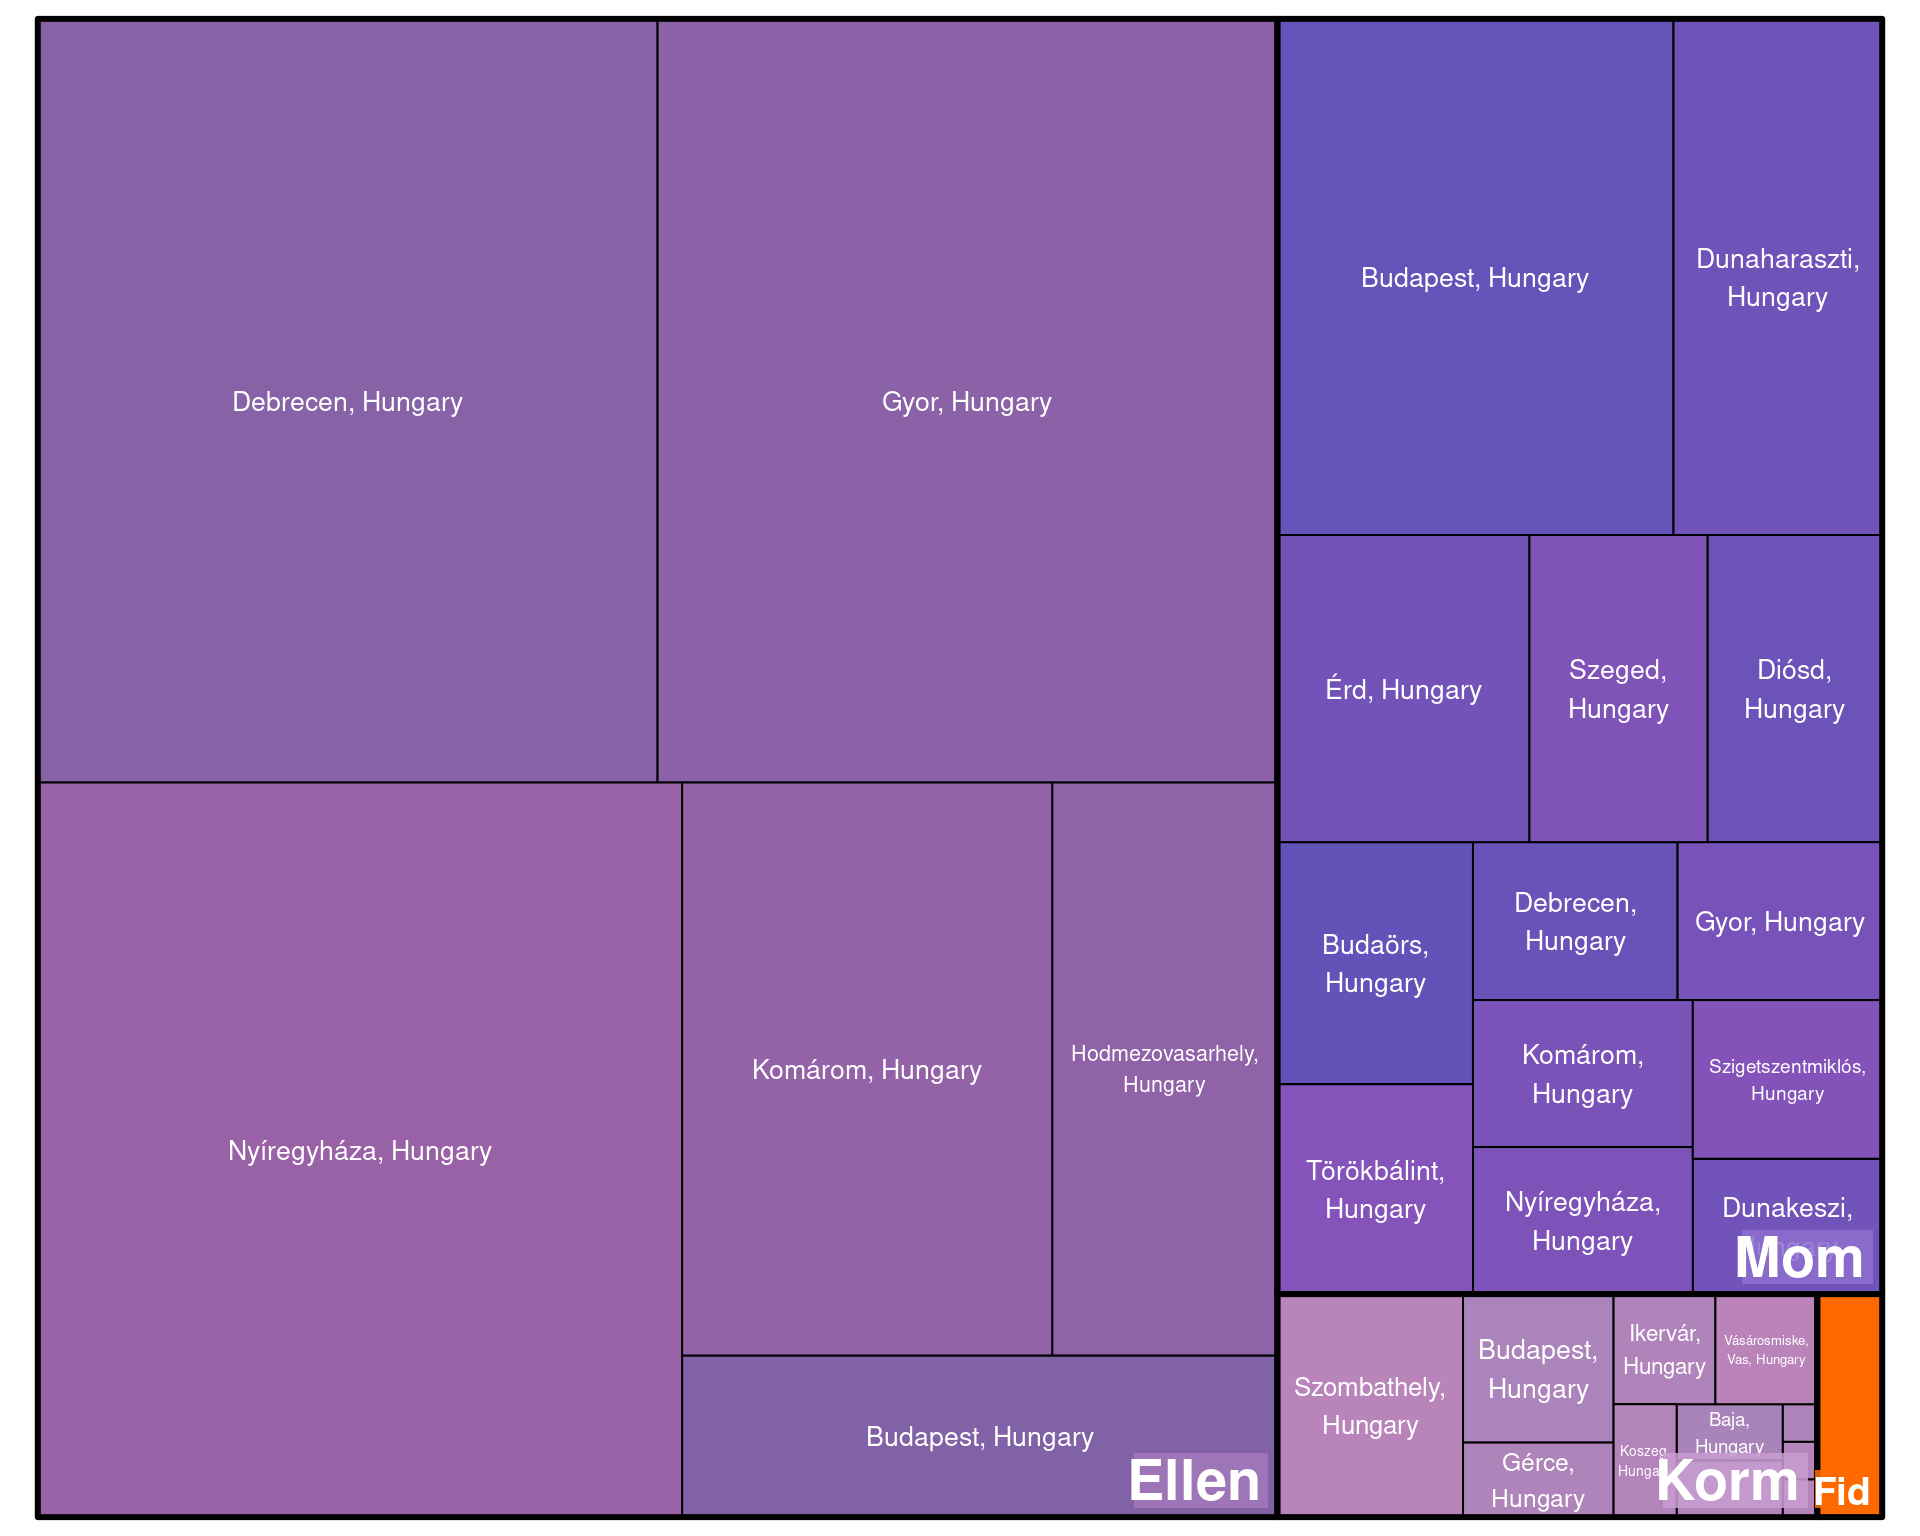 Debrecen, Hungary
Gyor, Hungary
Nyíregyháza, Hungary
Komárom, Hungary
Hodmezovasarhely,
Hungary
Budapest, Hungary
Ellen
Budapest, Hungary
Dunaharaszti,
Hungary
Érd, Hungary
Szeged,
Hungary
Diósd,
Hungary
Budaörs,
Hungary
Debrecen,
Hungary
Gyor, Hungary
Komárom,
Hungary
Szigetszentmiklós,
Hungary
Törökbálint,
Hungary
Nyíregyháza,
Hungary
Dunakeszi,
Mom
Szombathely,
Hungary
Budapest,
Hungary
Gérce,
Hungary
Ikervár,
Hungary
Vásárosmiske,
Vas, Hungary
Koszeg
Baja,
Hungary
Korm
Fid